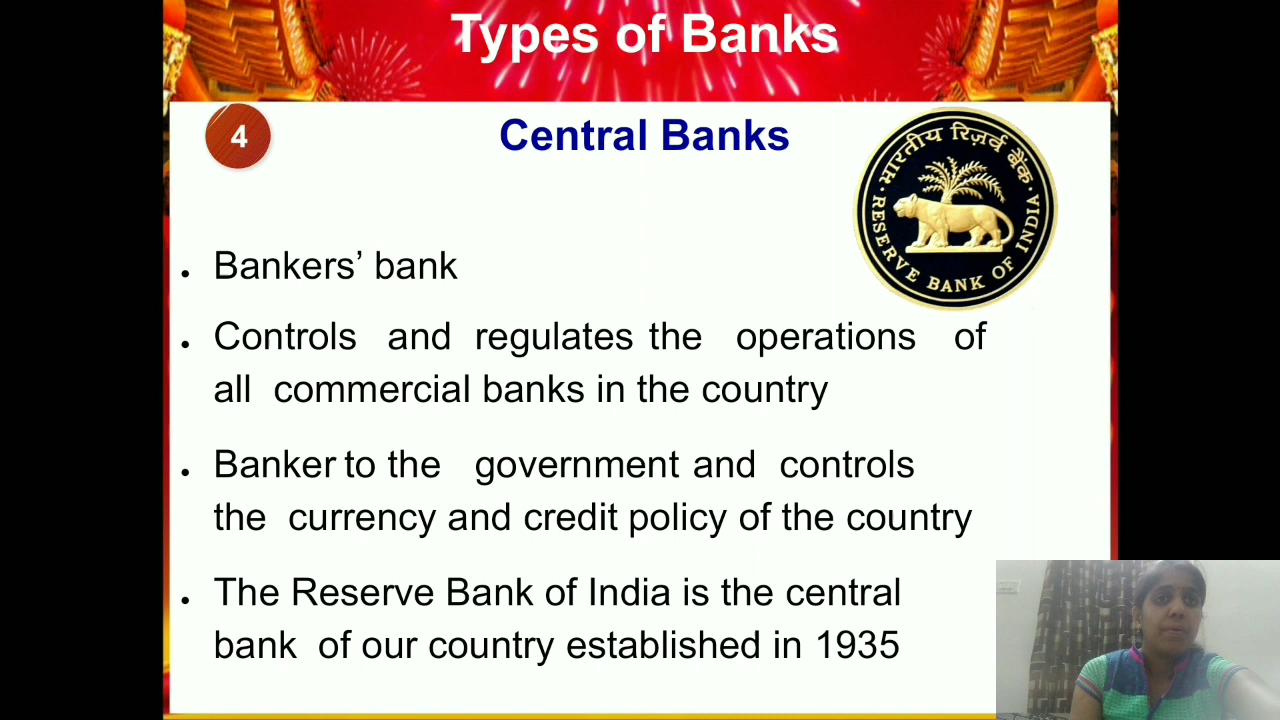 Types of Banks
4
Central Banks
भारतीय रिज़र्व बैंक
RESERVE BANK OF INDIA
• Bankers’ bank
• Controls and regulates the operations of
all commercial banks in the country
• Banker to the government and controls
the currency and credit policy of the country
• The Reserve Bank of India is the central
bank of our country established in 1935